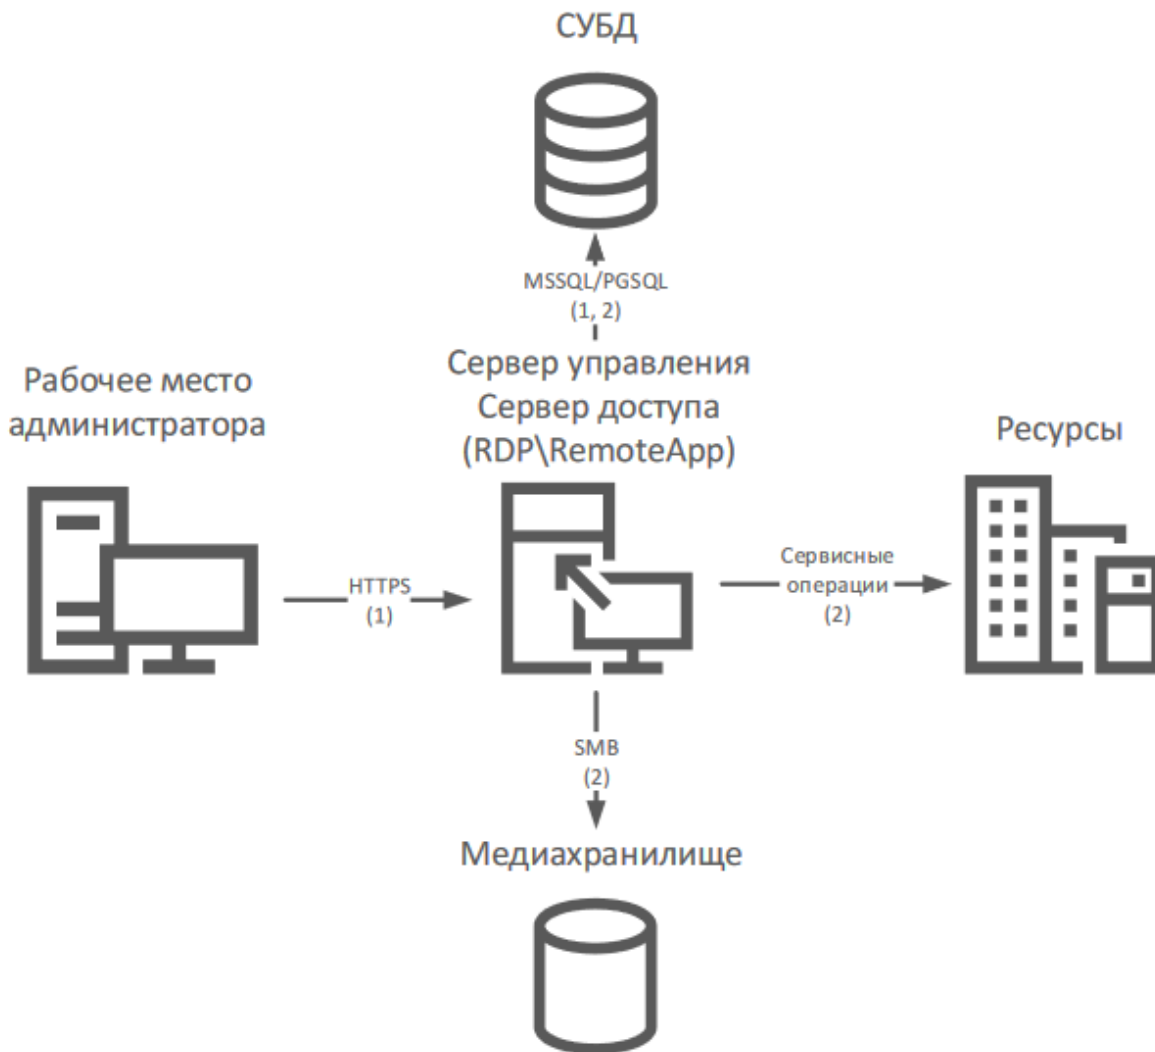 СУБД
MSSQL/PGSQL
(1, 2)
Рабочее место
администратора
Сервер управления
Сервер доступа
(RDP\RemoteApp)
Ресурсы
HTTPS
(1)
Сервисные
операции
(2)
SMB
(2)
Медиахранилище